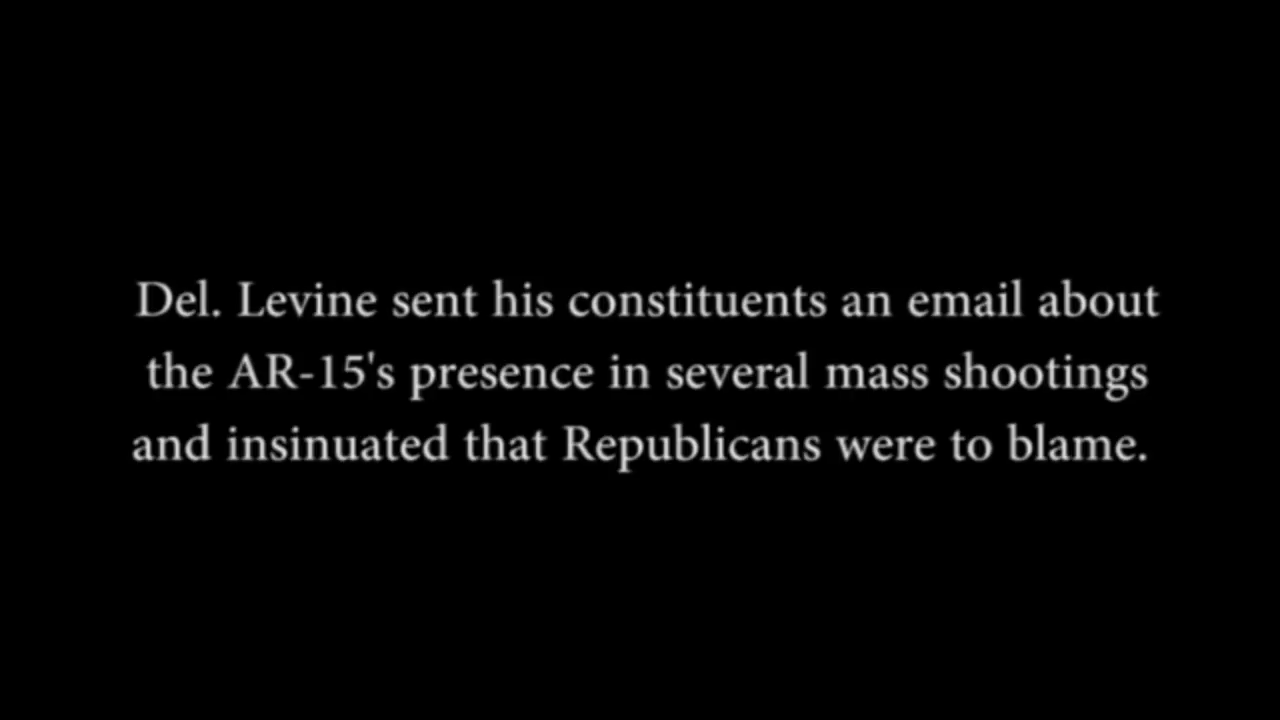 Del. Levine sent his constituents an email about
the AR-15's presence in several mass shootings
and insinuated that Republicans were to blame.